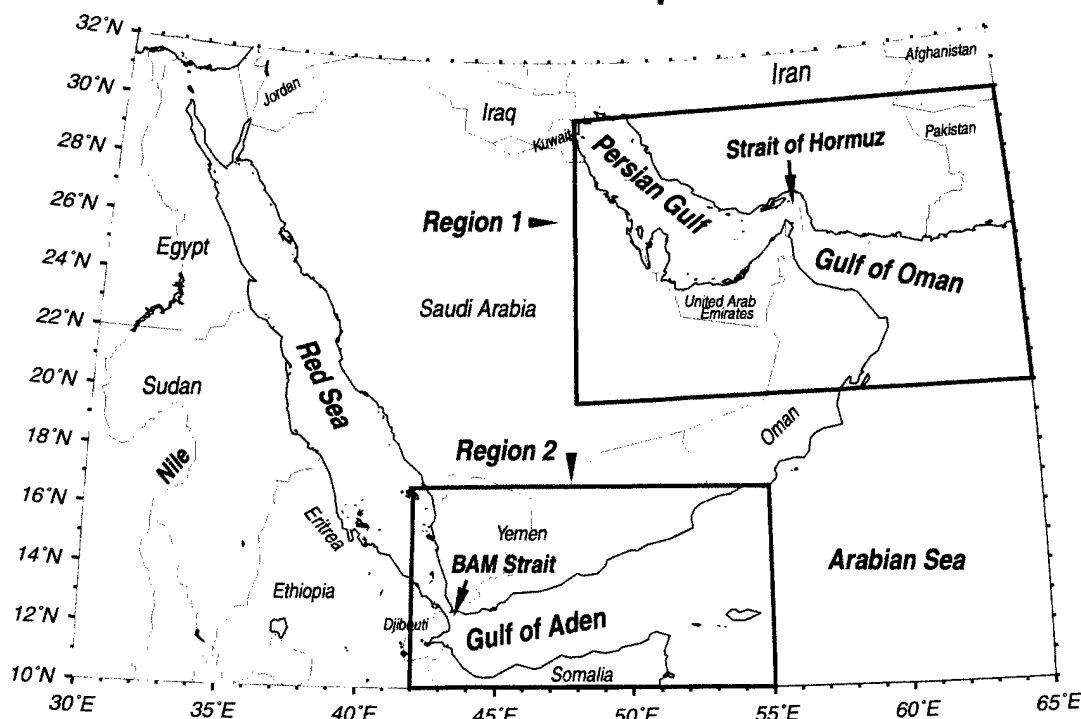 32°N
30°N
28°N
26°N
24°N
22°N
20°N
18°N
16°N
14°N
12°N
10°N
30°E
35°E
40°E
45°E
50°E
55°E
60°E
65°E
Jordan
Iraq
Iran
Afghanistan
Kuwait
Pakistan
Strait of Hormuz
Persian Gulf
Region 1
Egypt
Gulf of Oman
Saudi Arabia
United Arab
Emirates
Red Sea
Sudan
Oman
Nile
Region 2
Eritrea
Yemen
BAM Strait
Arabian Sea
Ethiopia
Djibouti
Gulf of Aden
Somalia